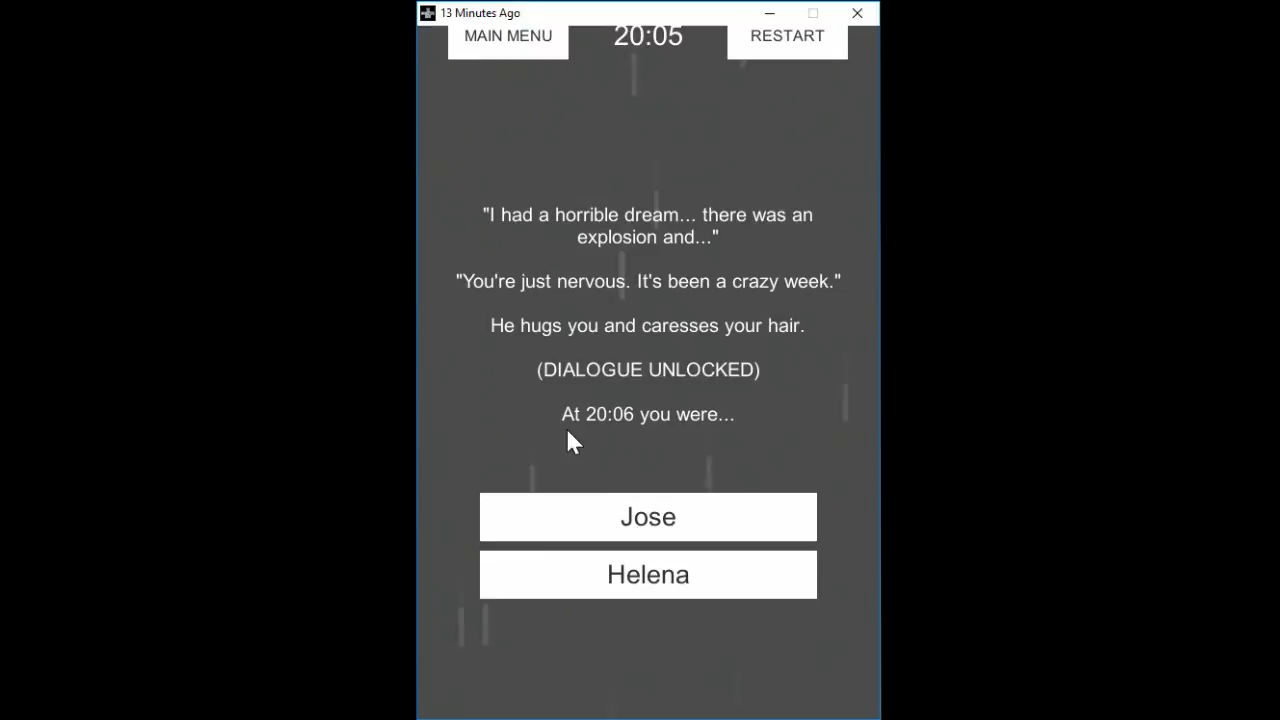 13 Minutes Ago
MAIN MENU
20:05
RESTART
"I had a horrible dream... there was an
explosion and..."
"You're just nervous. It's been a crazy week."
He hugs you and caresses your hair.
(DIALOGUE UNLOCKED)
At 20:06 you were...
Jose
Helena